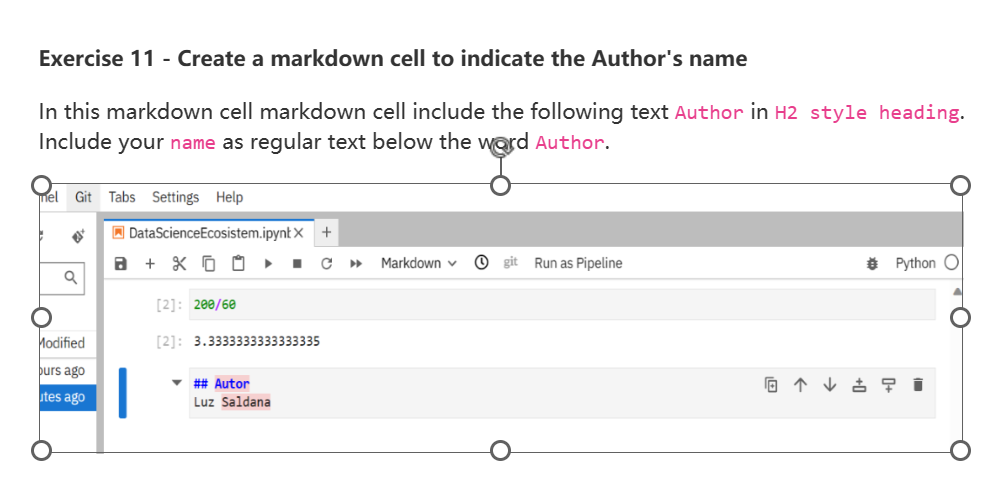 Exercise 11 - Create a markdown cell to indicate the Author's name
In this markdown cell markdown cell include the following text Author in H2 style heading.
Include your name as regular text below the word Author.
nel Git Tabs Settings Help
DataScienceEcosistem.ipynb
Markdown git Run as Pipeline Python
[2]: 200/60
Modified
[2]: 3.3333333333333335
ours ago
## Autor
utes ago
Luz Saldana